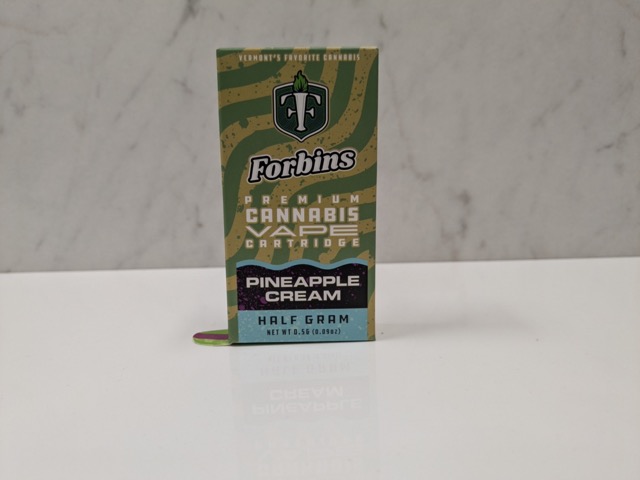 VERMONT'S FAVORITE CANNABIS
F
Forbins
PREMIUM
CANNABIS
VAPE
CARTRIDGE
PINEAPPLE
CREAM
HALF GRAM
NET WT 0.5G (0.09oz)